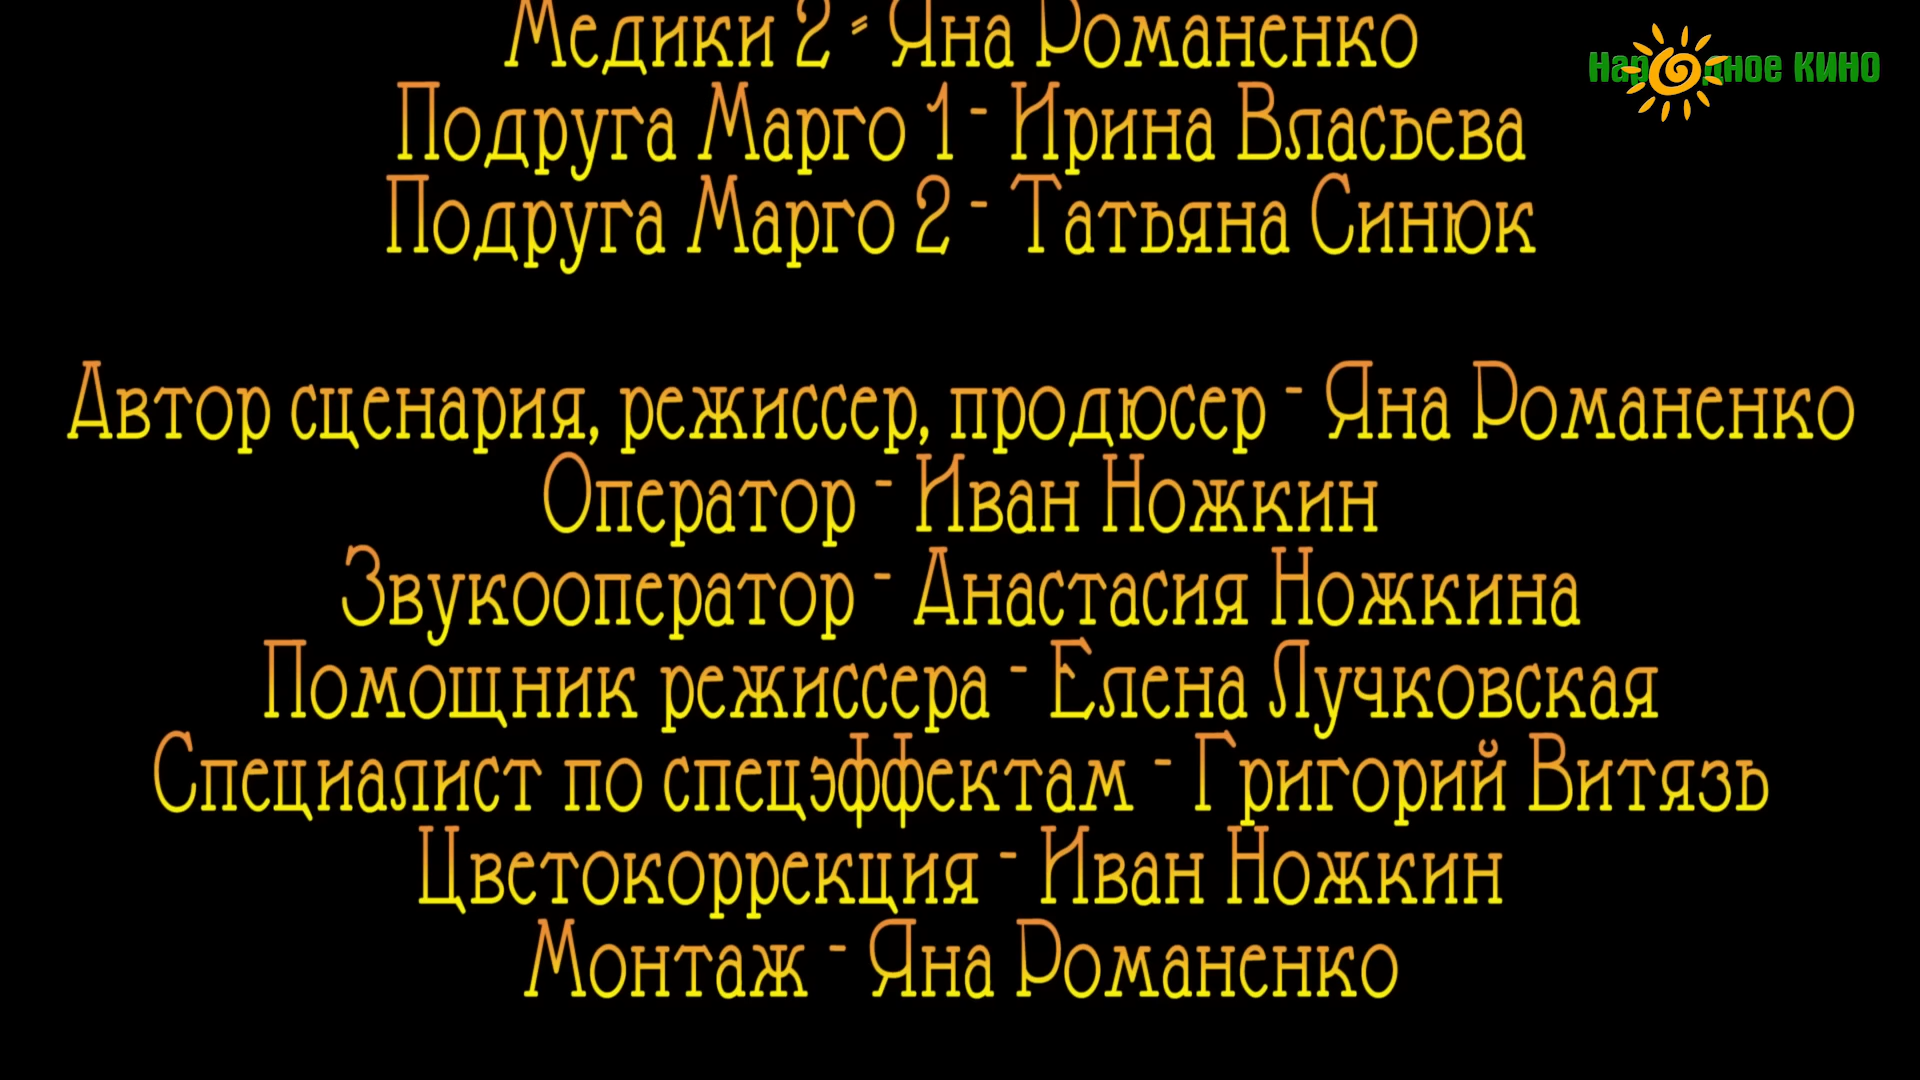 Медики 2 - Яна Романенко
Народное КИНО
Подруга Марго 1 - Ирина Власьева
Подруга Марго 2 - Татьяна Синюк
Автор сценария, режиссер, продюсер - Яна Романенко
Оператор - Иван Ножкин
Звукооператор - Анастасия Ножкина
Помощник режиссера - Елена Лучковская
Специалист по спецэффектам - Григорий Витязь
Цветокоррекция - Иван Ножкин
Монтаж - Яна Романенко